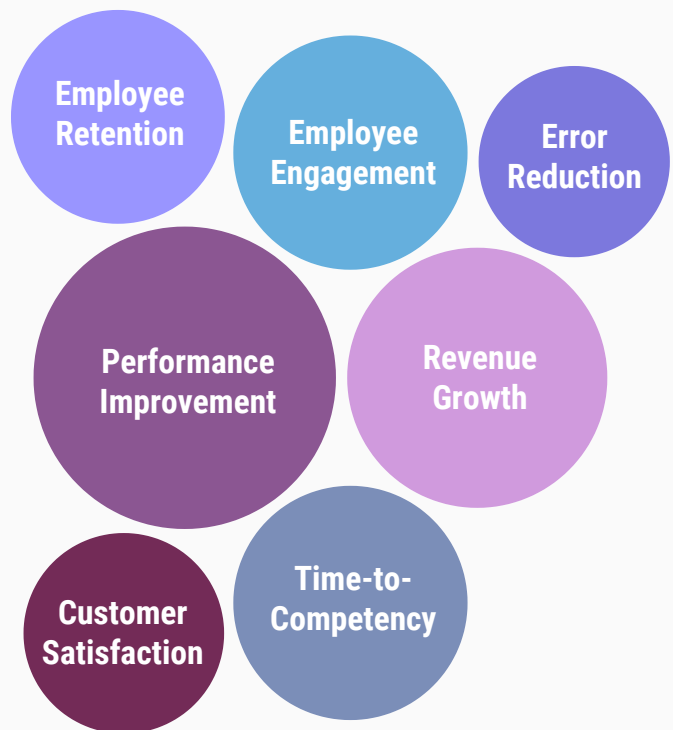 Employee
Retention
Employee
Engagement
Error
Reduction
Performance
Improvement
Revenue
Growth
Time-to-
Competency
Customer
Satisfaction